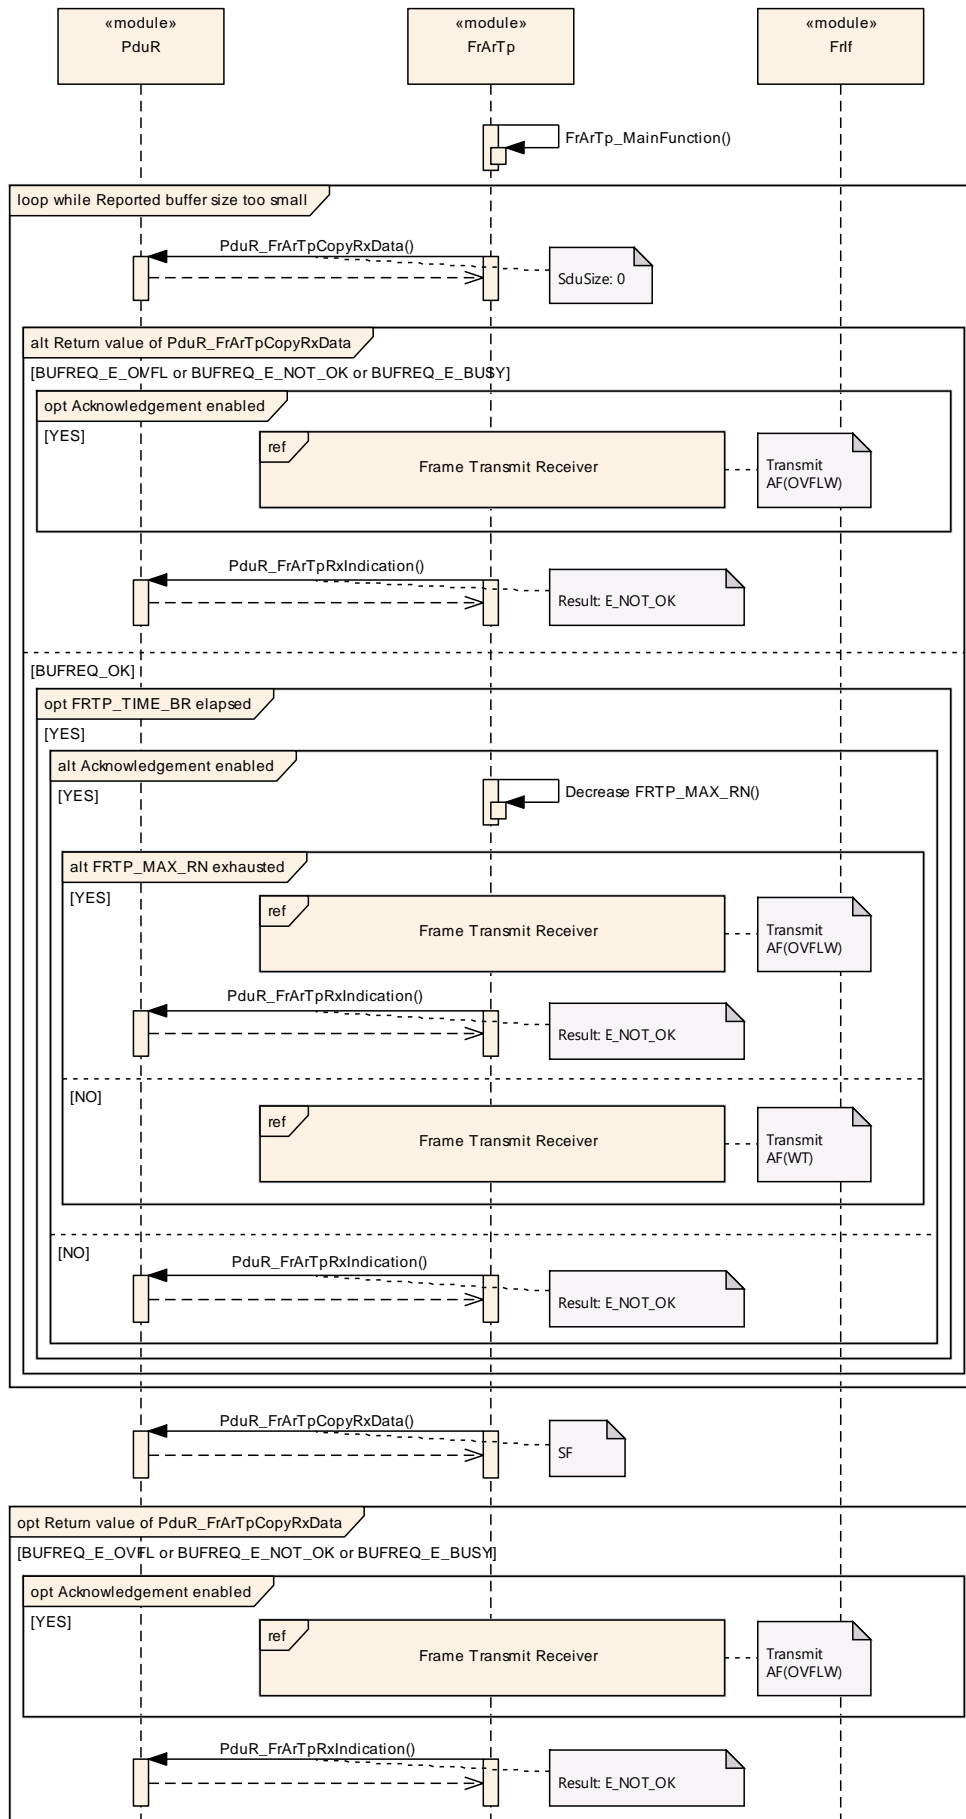 «module»
PduR
«module»
FrArTp
«module»
FrIf
FrArTp_MainFunction()
loop while Reported buffer size too small
PduR_FrArTpCopyRxData()
SduSize: 0
alt Return value of PduR_FrArTpCopyRxData
[BUFREQ_E_OVFL or BUFREQ_E_NOT_OK or BUFREQ_E_BUSY]
opt Acknowledgement enabled
[YES]
ref
Frame Transmit Receiver
Transmit
AF(OVFLW)
PduR_FrArTpRxIndication()
Result: E_NOT_OK
[BUFREQ_OK]
opt FRTP_TIME_BR elapsed
[YES]
alt Acknowledgement enabled
[YES]
Decrease FRTP_MAX_RN()
alt FRTP_MAX_RN exhausted
[YES]
ref
Frame Transmit Receiver
Transmit
AF(OVFLW)
PduR_FrArTpRxIndication()
Result: E_NOT_OK
[NO]
ref
Frame Transmit Receiver
Transmit
AF(WT)
[NO]
PduR_FrArTpRxIndication()
Result: E_NOT_OK
PduR_FrArTpCopyRxData()
SF
opt Return value of PduR_FrArTpCopyRxData
[BUFREQ_E_OVFL or BUFREQ_E_NOT_OK or BUFREQ_E_BUSY]
opt Acknowledgement enabled
[YES]
ref
Frame Transmit Receiver
Transmit
AF(OVFLW)
PduR_FrArTpRxIndication()
Result: E_NOT_OK